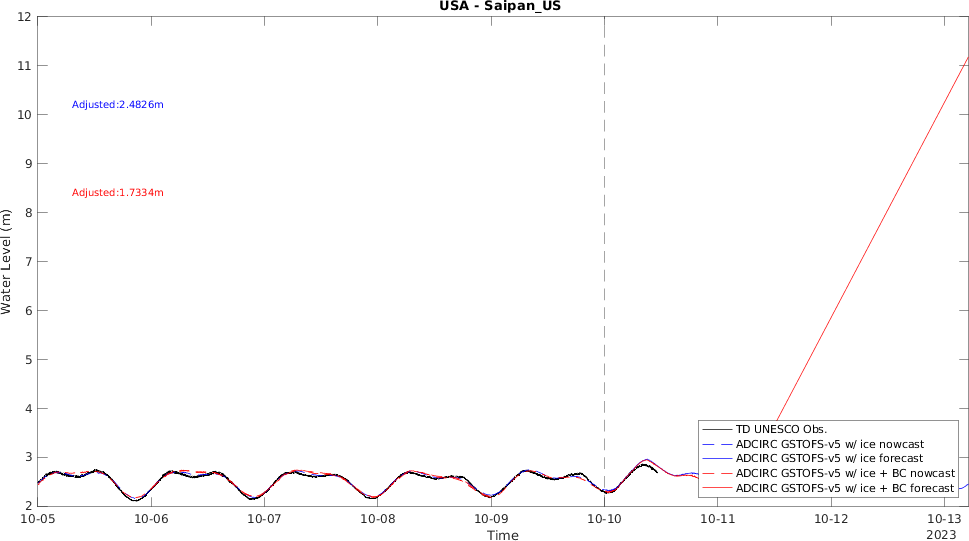 USA - Saipan_US
12
11
10
9
8
7
6
5
4
3
2
Water Level (m)
Adjusted:2.4826m
Adjusted:1.7334m
TD UNESCO Obs.
ADCIRC GSTOFS-v5 w/ ice nowcast
ADCIRC GSTOFS-v5 w/ ice forecast
ADCIRC GSTOFS-v5 w/ ice + BC nowcast
ADCIRC GSTOFS-v5 w/ ice + BC forecast
10-05 10-06 10-07 10-08 10-09 10-10 10-11 10-12 10-13
Time
2023